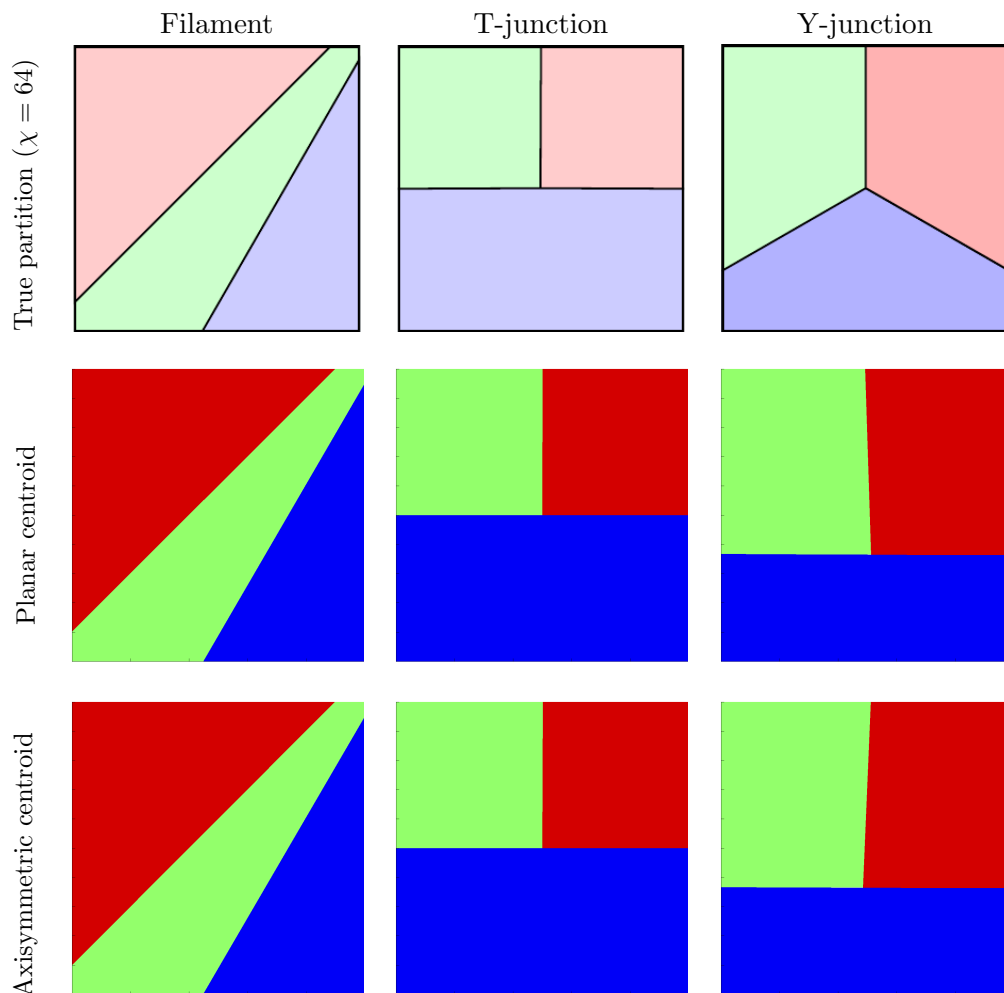 Filament
T-junction
Y-junction
True partition (χ = 64)
Planar centroid
Axisymmetric centroid